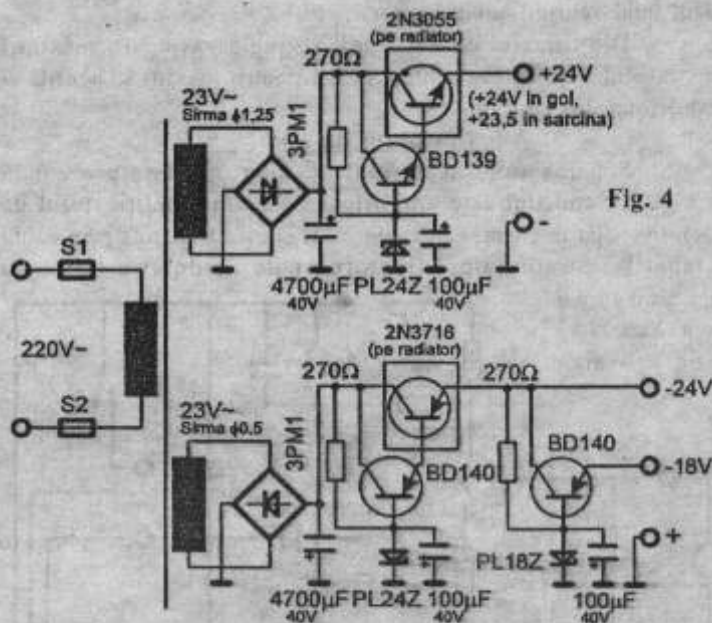 2N3055
(pe radiator)
270Ω
+24V
23V~
Sirma ϕ1,25
3PM1
(+24V in gol,
+23,5 in sarcina)
BD139
Fig. 4
-
S1
4700µF PL24Z 100µF
40V 40V
2N3716
(pe radiator)
220V~
270Ω
270Ω
-24V
S2
23V~
Sirma ϕ0.5
3PM1
BD140
BD140
-18V
+
PL18Z
4700µF PL24Z 100µF
40V 40V
100µF
40V